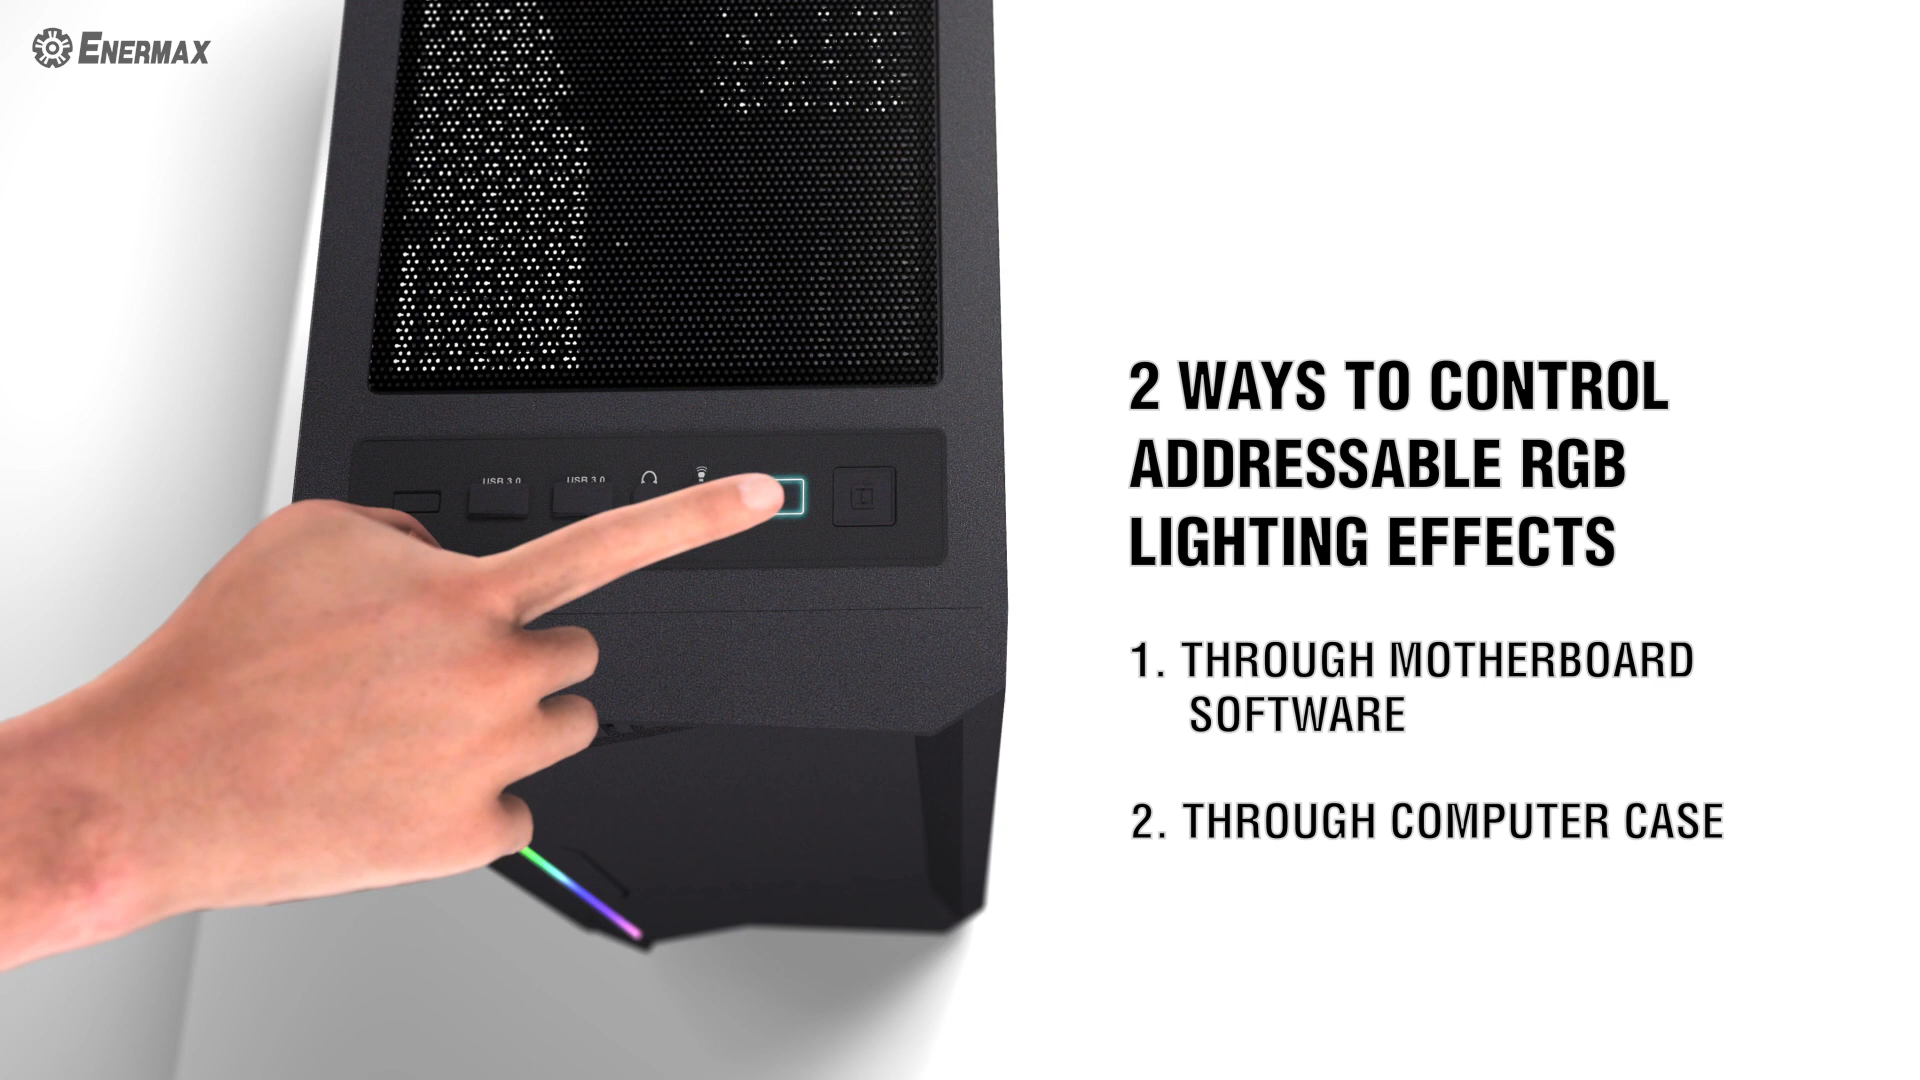 ENERMAX
USB 3.0
USB 3.0
2 WAYS TO CONTROL
ADDRESSABLE RGB
LIGHTING EFFECTS
1. THROUGH MOTHERBOARD
SOFTWARE
2. THROUGH COMPUTER CASE